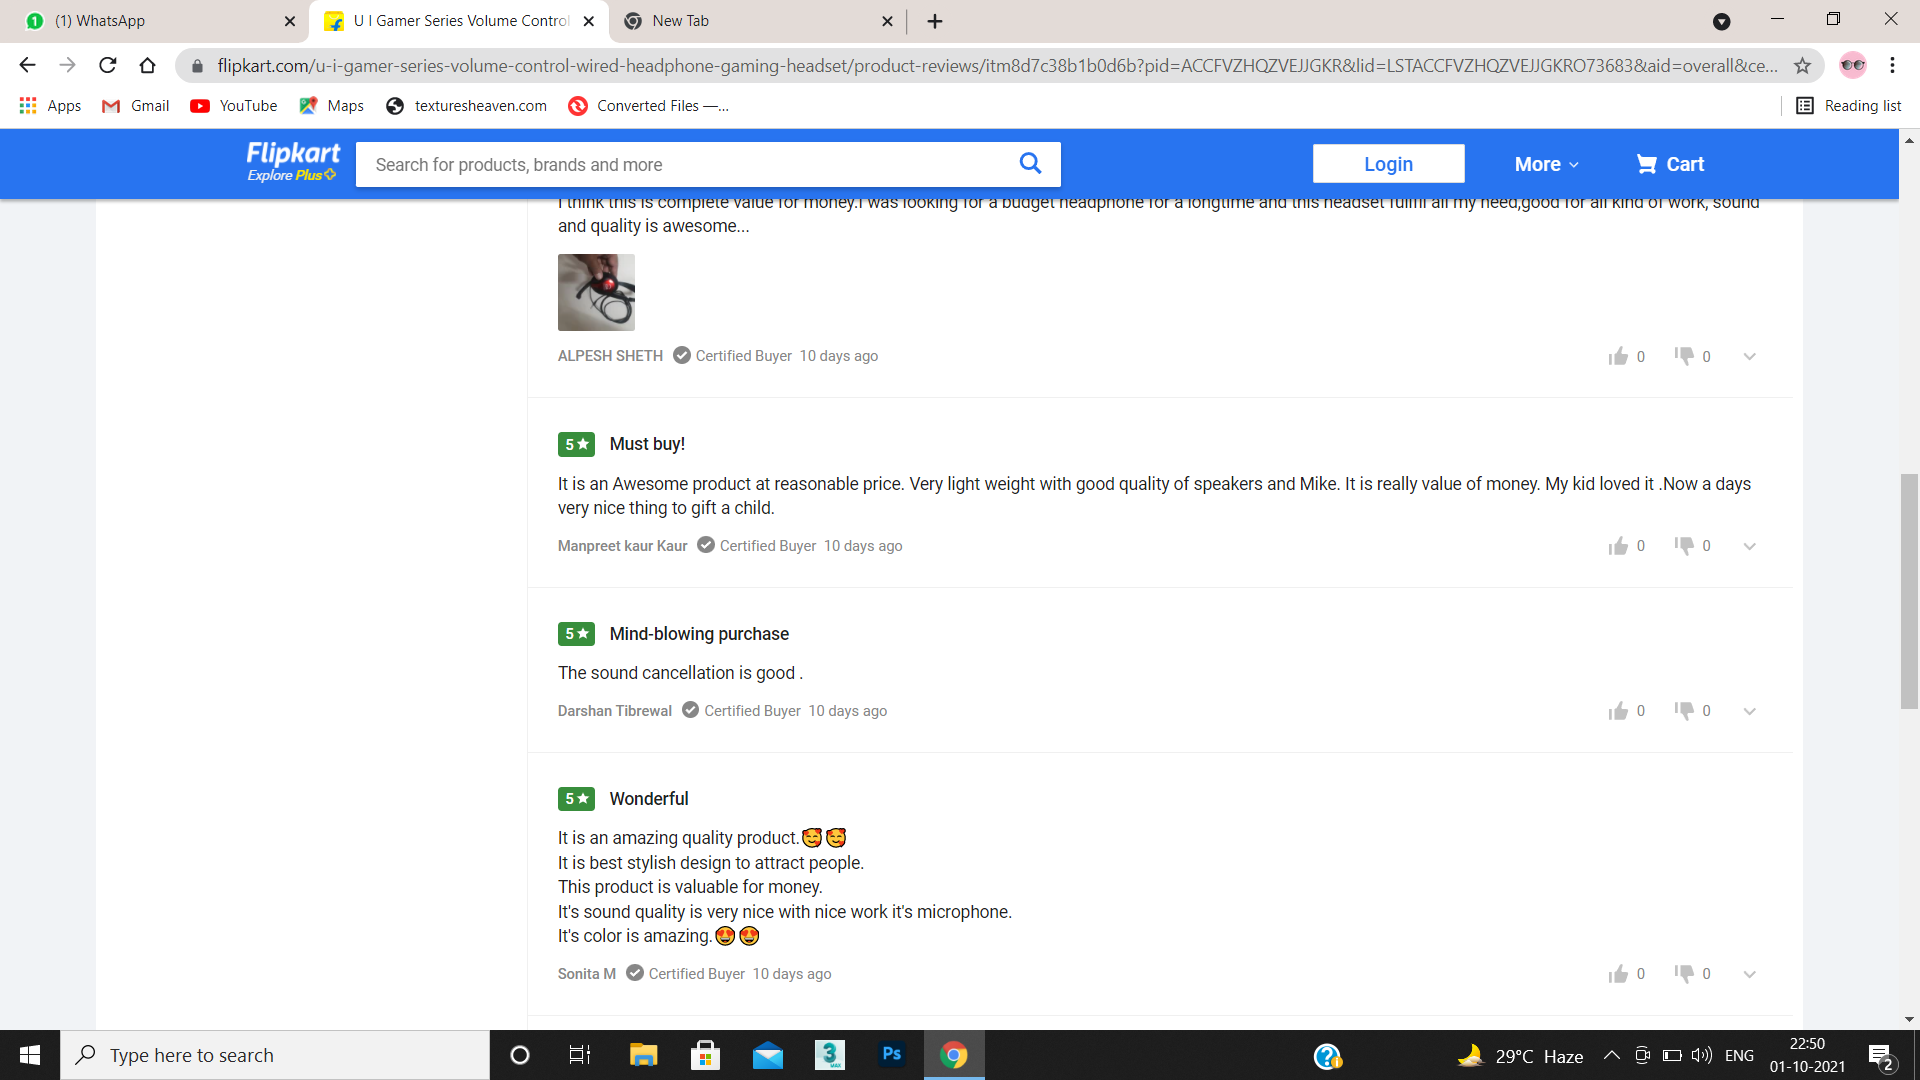 (1) WhatsApp
U I Gamer Series Volume Control
New Tab
flipkart.com/u-i-gamer-series-volume-control-wired-headphone-gaming-headset/product-reviews/itm8d7c38b1b0d6b?pid=ACCFVZHQZVEJJGKR&lid=LSTACCFVZHQZVEJJGKRO73683&aid=overall&ce...
Apps
Gmail
YouTube
Maps
texturesheaven.com
Converted Files —...
Reading list
Flipkart
Explore Plus
Search for products, brands and more
Login
More
Cart
I think this is complete value for money.I was looking for a budget headphone for a longtime and this headset fulfil all my need,good for all kind of work, sound
and quality is awesome...
ALPESH SHETH Certified Buyer 10 days ago
0 0
5★ Must buy!
It is an Awesome product at reasonable price. Very light weight with good quality of speakers and Mike. It is really value of money. My kid loved it .Now a days
very nice thing to gift a child.
Manpreet kaur Kaur Certified Buyer 10 days ago
0 0
5★ Mind-blowing purchase
The sound cancellation is good .
Darshan Tibrewal Certified Buyer 10 days ago
0 0
5★ Wonderful
It is an amazing quality product.🥰🥰
It is best stylish design to attract people.
This product is valuable for money.
It's sound quality is very nice with nice work it's microphone.
It's color is amazing.😍😍
Sonita M Certified Buyer 10 days ago
0 0
Type here to search
3
MAX
Ps
29°C Haze
ENG
22:50
01-10-2021
2